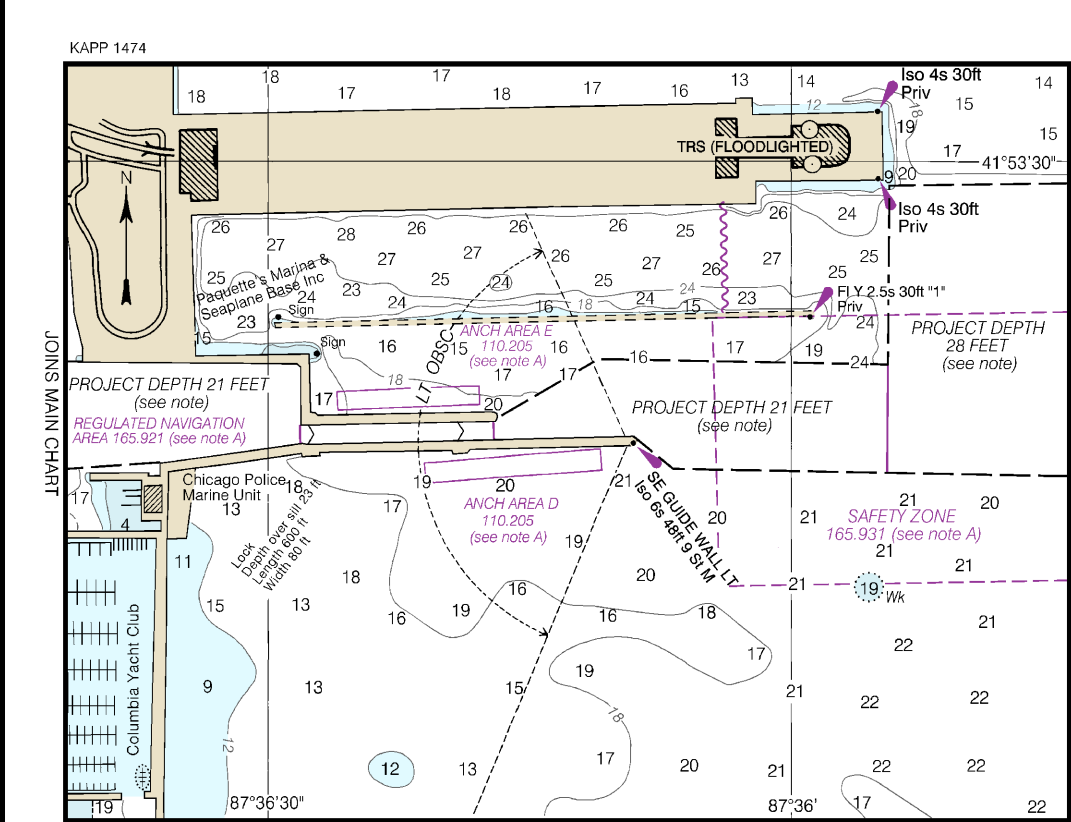 KAPP 1474
18
17
17
18
18
17
16
13
14
14
Iso 4s 30ft
Priv
15
12
18
19
15
TRS (FLOODLIGHTED)
17
41°53'30"
9
20
N
Iso 4s 30ft
Priv
26
28
26
26
26
25
26
24
27
27
27
26
27
26
27
25
25
25
24
25
25
Paquette's Marina &
Seaplane Base Inc
24
23
24
24
24
23
FLY 2.5s 30ft "1"
Priv
Sign
16
18
15
23
24
15
Sign
ANCH AREA E
110.205
(see note A)
LT OBSC
16
15
16
16
17
19
24
PROJECT DEPTH
28 FEET
(see note)
JOINS MAIN CHART
PROJECT DEPTH 21 FEET
(see note)
18
17
17
17
20
REGULATED NAVIGATION
AREA 165.921 (see note A)
PROJECT DEPTH 21 FEET
(see note)
Chicago Police
Marine Unit
17
4
18
13
19
20
21
SE GUIDE WALL LT
Iso 6s 48ft 9 St M
Lock
Depth over sill 23 ft
Length 600 ft
Width 80 ft
17
ANCH AREA D
110.205
(see note A)
20
21
21
20
SAFETY ZONE
165.931 (see note A)
19
21
21
11
18
20
16
21
19
Wk
15
13
16
19
16
18
21
22
17
Columbia Yacht Club
9
13
15
19
21
22
22
18
12
12
13
17
20
21
22
22
19
87°36'30"
87°36'
17
22